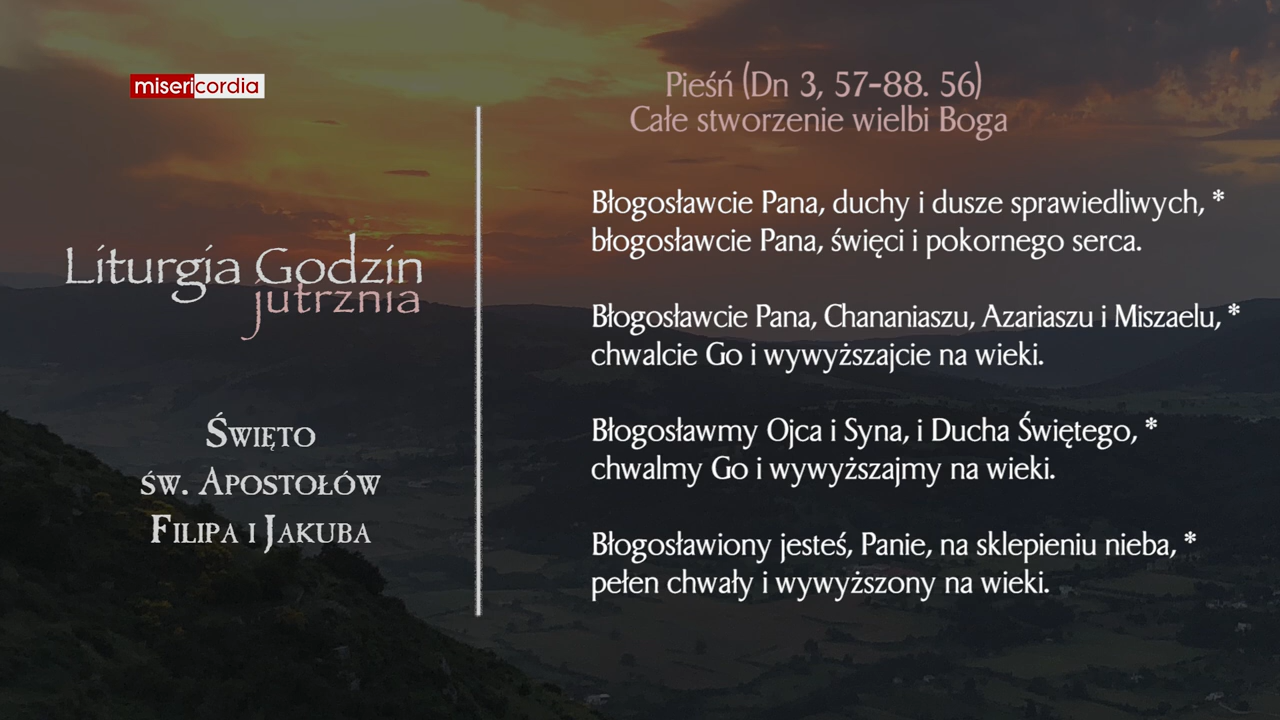 misericordia
Liturgia Godzin
jutrznia
Święto
św. Apostołów
Filipa i Jakuba
Pieśń (Dn 3, 57-88. 56)
Całe stworzenie wielbi Boga
Błogosławcie Pana, duchy i dusze sprawiedliwych, *
błogosławcie Pana, święci i pokornego serca.
Błogosławcie Pana, Chananiaszu, Azariaszu i Miszaelu, *
chwalcie Go i wywyższajcie na wieki.
Błogosławmy Ojca i Syna, i Ducha Świętego, *
chwalmy Go i wywyższajmy na wieki.
Błogosławiony jesteś, Panie, na sklepieniu nieba, *
pełen chwały i wywyższony na wieki.